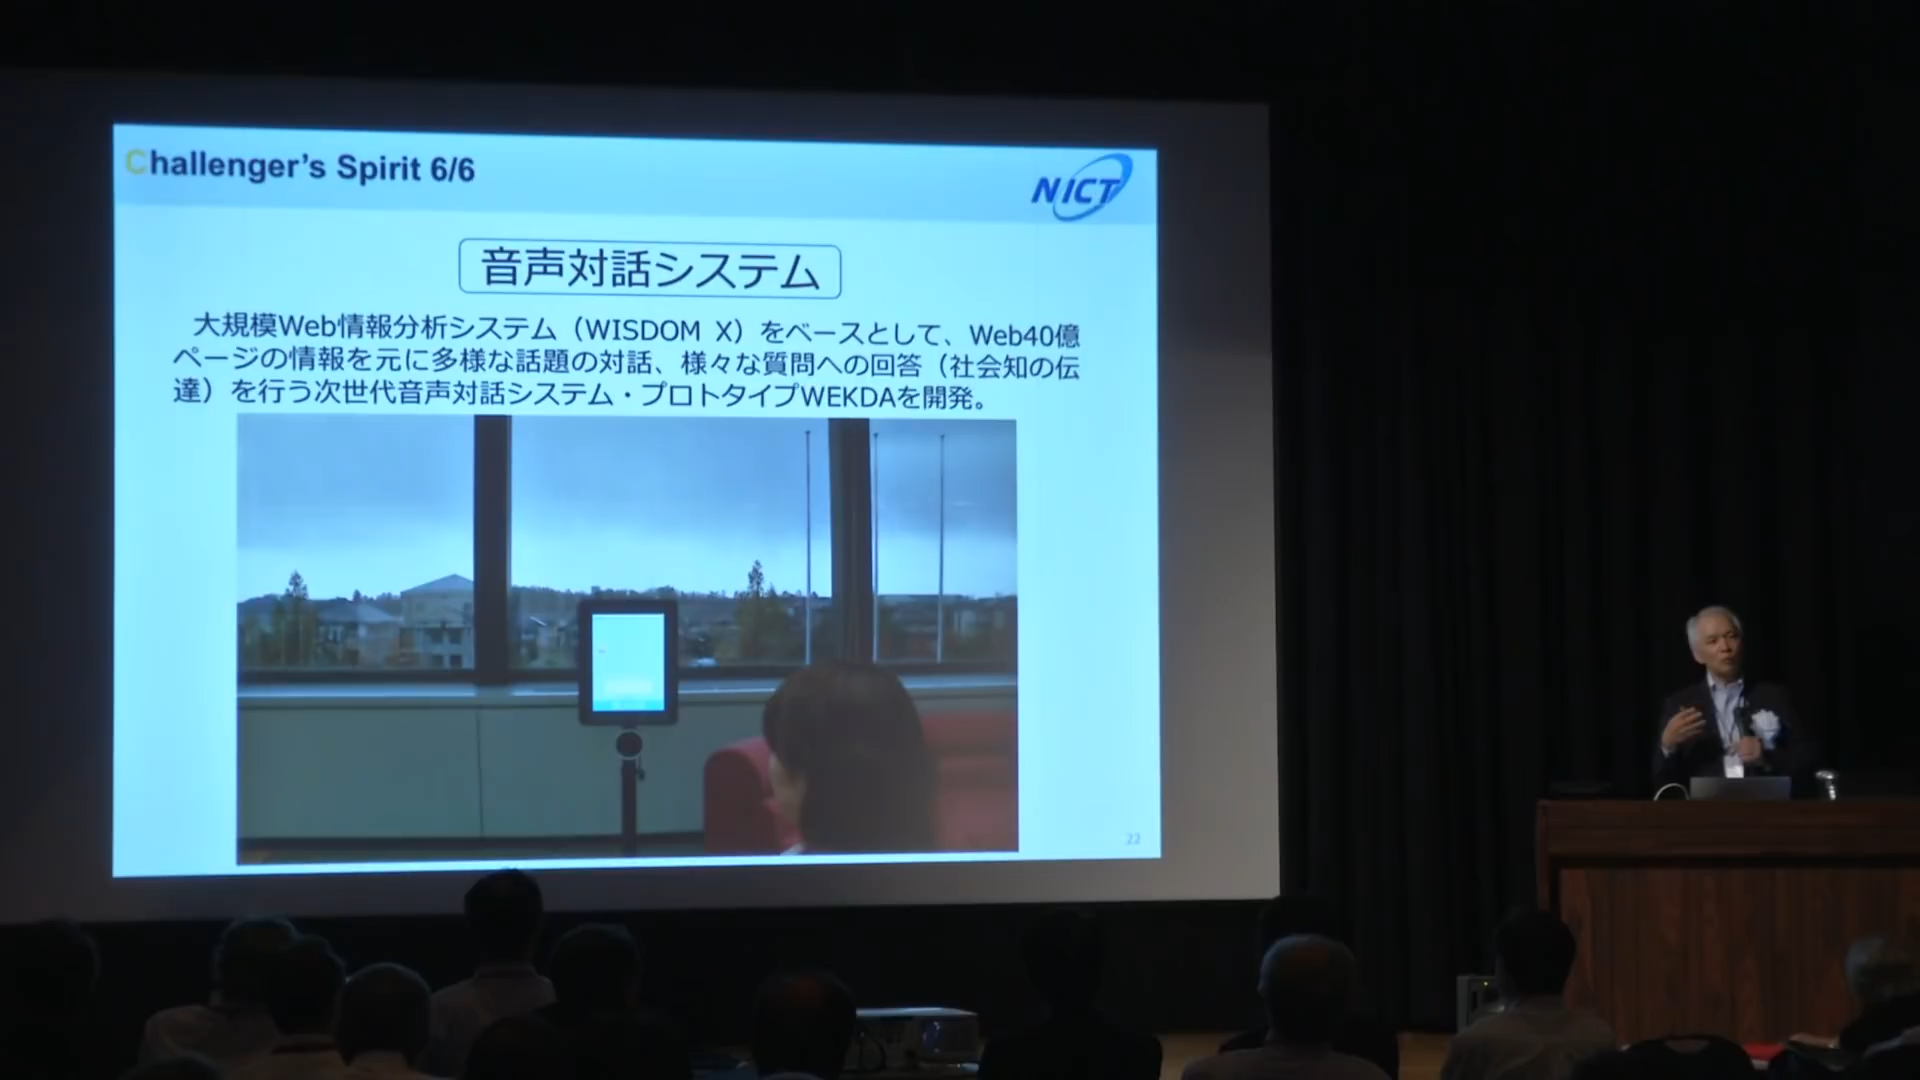 Challenger's Spirit 6/6
NICT
音声対話システム
大規模Web情報分析システム（WISDOM X）をベースとして、Web40億
ページの情報を元に多様な話題の対話、様々な質問への回答（社会知の伝
達）を行う次世代音声対話システム・プロトタイプWEKDAを開発。
22